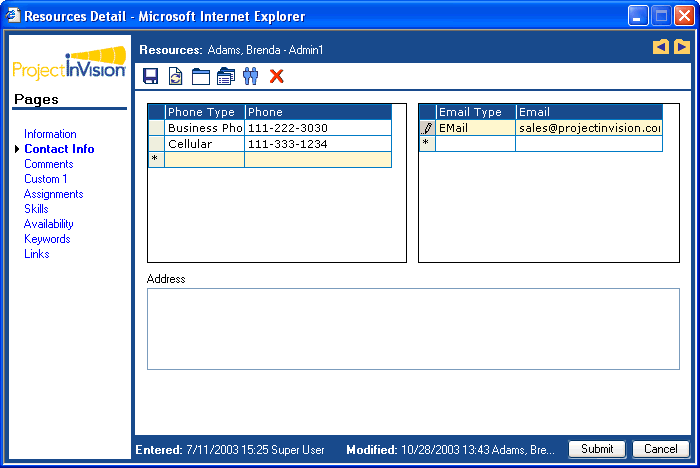 Resources Detail - Microsoft Internet Explorer
ProjectinVision
Resources: Adams, Brenda - Admin1
Pages
Information
Contact Info
Comments
Custom 1
Assignments
Skills
Availability
Keywords
Links
Phone Type Phone
Business Pho 111-222-3030
Cellular 111-333-1234
*
Email Type Email
EMail sales@projectinvision.co
*
Address
Entered: 7/11/2003 15:25 Super User Modified: 10/28/2003 13:43 Adams, Bre... Submit Cancel